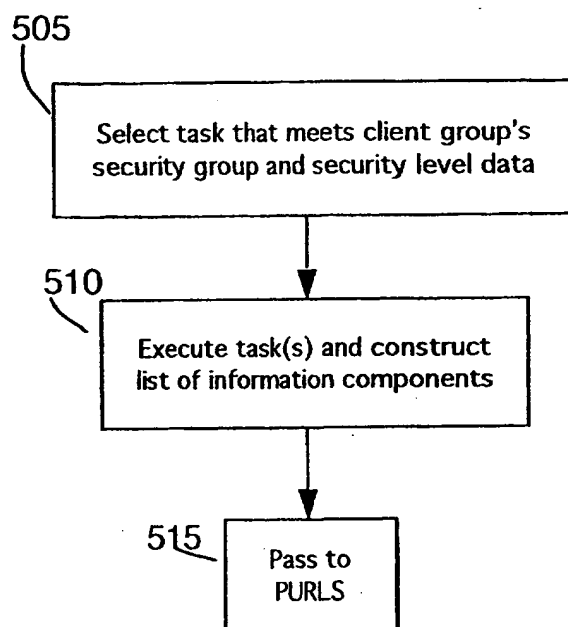 505
Select task that meets client group's
security group and security level data
510
Execute task(s) and construct
list of information components
515
Pass to
PURLS